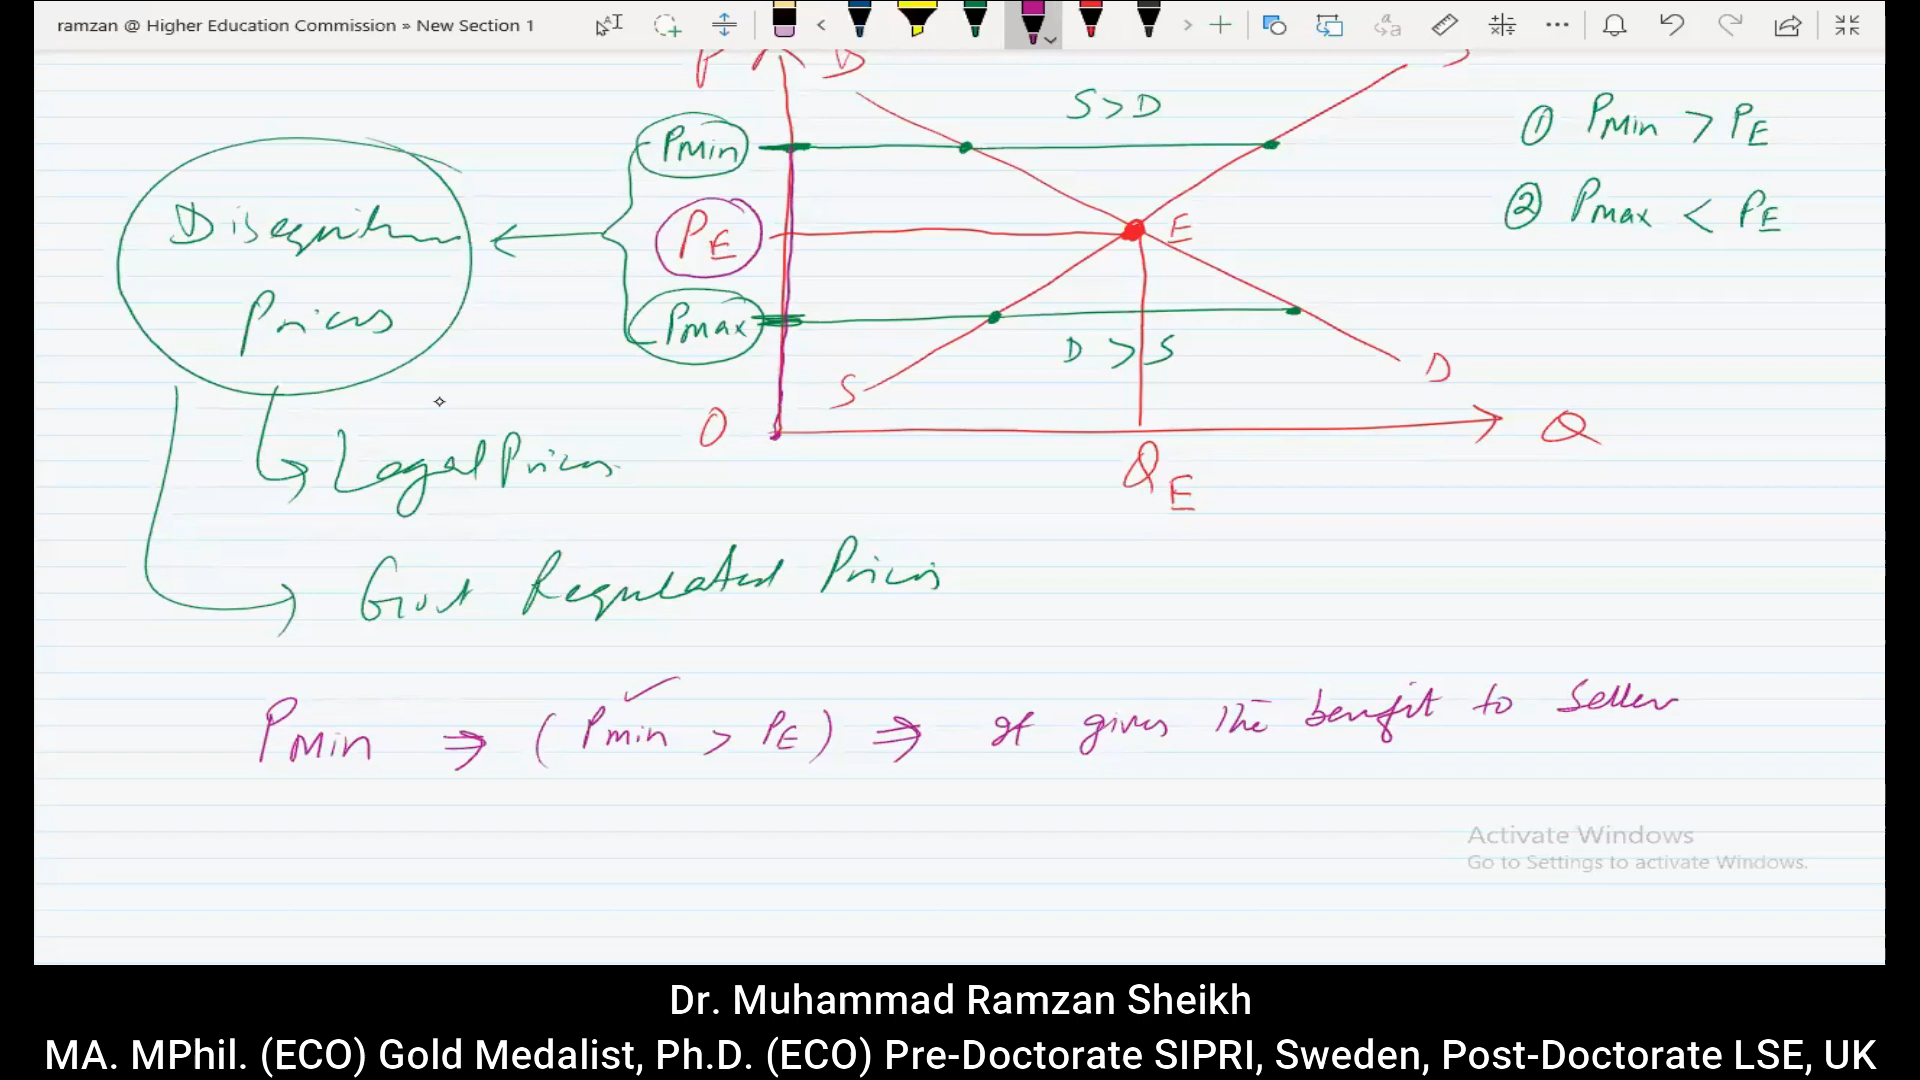 ramzan @ Higher Education Commission » New Section 1
P D S
S > D
Pmin
① PMin > PE
② Pmax < PE
PE
E
Disequilm
Prices
Pmax
D > S
S
D
O
Q
QE
Legal Prices
Govt Regulated Prices
PMin ⇒ (Pmin > PE) ⇒ It gives the benefit to Seller
Activate Windows
Go to Settings to activate Windows.
Dr. Muhammad Ramzan Sheikh
MA. MPhil. (ECO) Gold Medalist, Ph.D. (ECO) Pre-Doctorate SIPRI, Sweden, Post-Doctorate LSE, UK